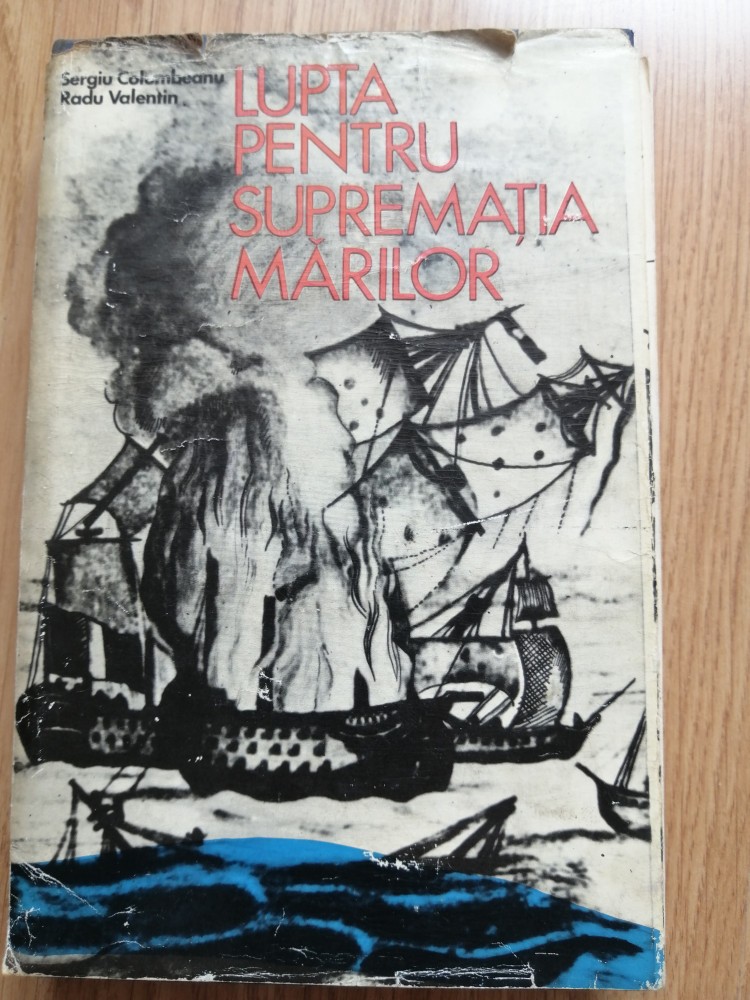 Sergiu Columbeanu
Radu Valentin
LUPTA
PENTRU
SUPREMAȚIA
MĂRILOR